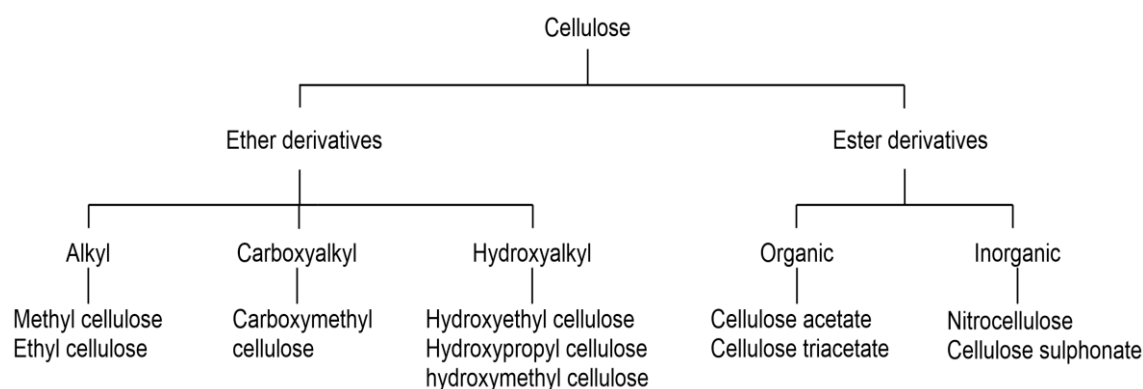 Cellulose
Ether derivatives
Ester derivatives
Alkyl
Carboxyalkyl
Hydroxyalkyl
Organic
Inorganic
Methyl cellulose
Ethyl cellulose
Carboxymethyl
cellulose
Hydroxyethyl cellulose
Hydroxypropyl cellulose
hydroxymethyl cellulose
Cellulose acetate
Cellulose triacetate
Nitrocellulose
Cellulose sulphonate